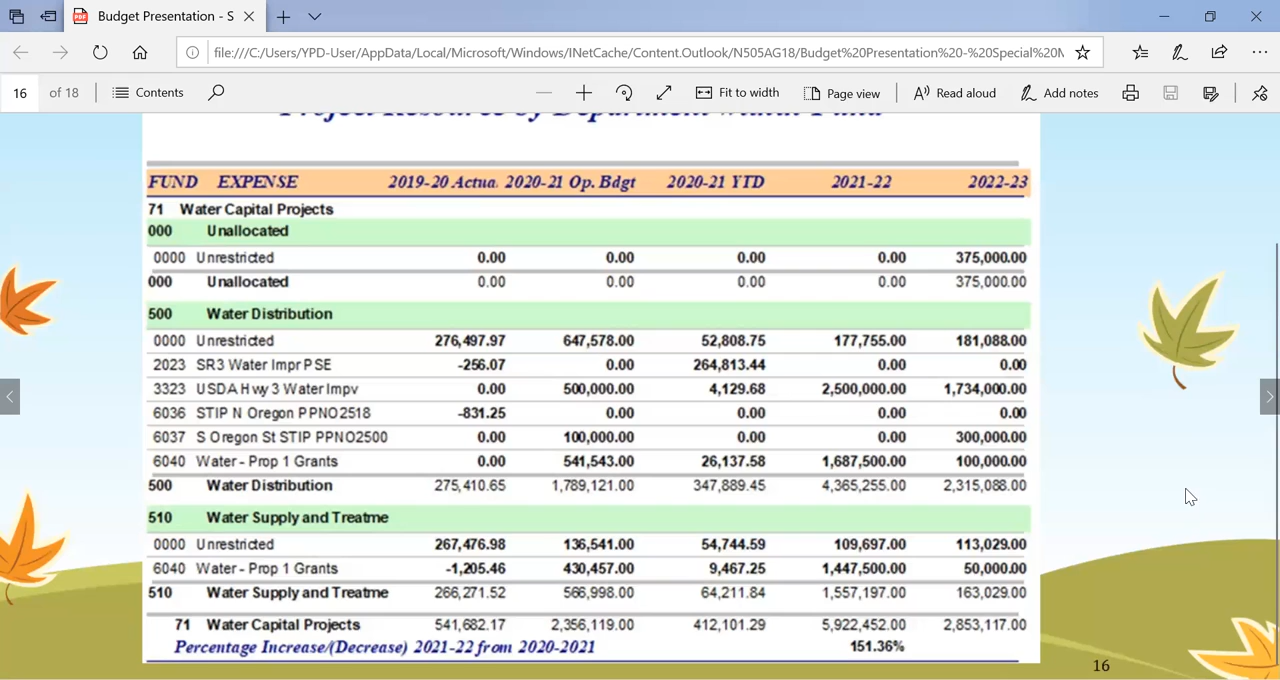 Budget Presentation - S
file:///C:/Users/YPD-User/AppData/Local/Microsoft/Windows/INetCache/Content.Outlook/N505AG18/Budget%20Presentation%20-%20Special%20M
16 of 18 Contents Fit to width Page view Read aloud Add notes
Project Resource by Department within Fund
FUND EXPENSE 2019-20 Actua. 2020-21 Op. Bdgt 2020-21 YTD 2021-22 2022-23
71 Water Capital Projects
000 Unallocated
0000 Unrestricted 0.00 0.00 0.00 0.00 375,000.00
000 Unallocated 0.00 0.00 0.00 0.00 375,000.00
500 Water Distribution
0000 Unrestricted 276,497.97 647,578.00 52,808.75 177,755.00 181,088.00
2023 SR3 Water Impr PSE -256.07 0.00 264,813.44 0.00 0.00
3323 USDA Hwy 3 Water Impv 0.00 500,000.00 4,129.68 2,500,000.00 1,734,000.00
6036 STIP N Oregon PPNO2518 -831.25 0.00 0.00 0.00 0.00
6037 S Oregon St STIP PPNO2500 0.00 100,000.00 0.00 0.00 300,000.00
6040 Water - Prop 1 Grants 0.00 541,543.00 26,137.58 1,687,500.00 100,000.00
500 Water Distribution 275,410.65 1,789,121.00 347,889.45 4,365,255.00 2,315,088.00
510 Water Supply and Treatme
0000 Unrestricted 267,476.98 136,541.00 54,744.59 109,697.00 113,029.00
6040 Water - Prop 1 Grants -1,205.46 430,457.00 9,467.25 1,447,500.00 50,000.00
510 Water Supply and Treatme 266,271.52 566,998.00 64,211.84 1,557,197.00 163,029.00
71 Water Capital Projects 541,682.17 2,356,119.00 412,101.29 5,922,452.00 2,853,117.00
Percentage Increase/(Decrease) 2021-22 from 2020-2021 151.36%
16